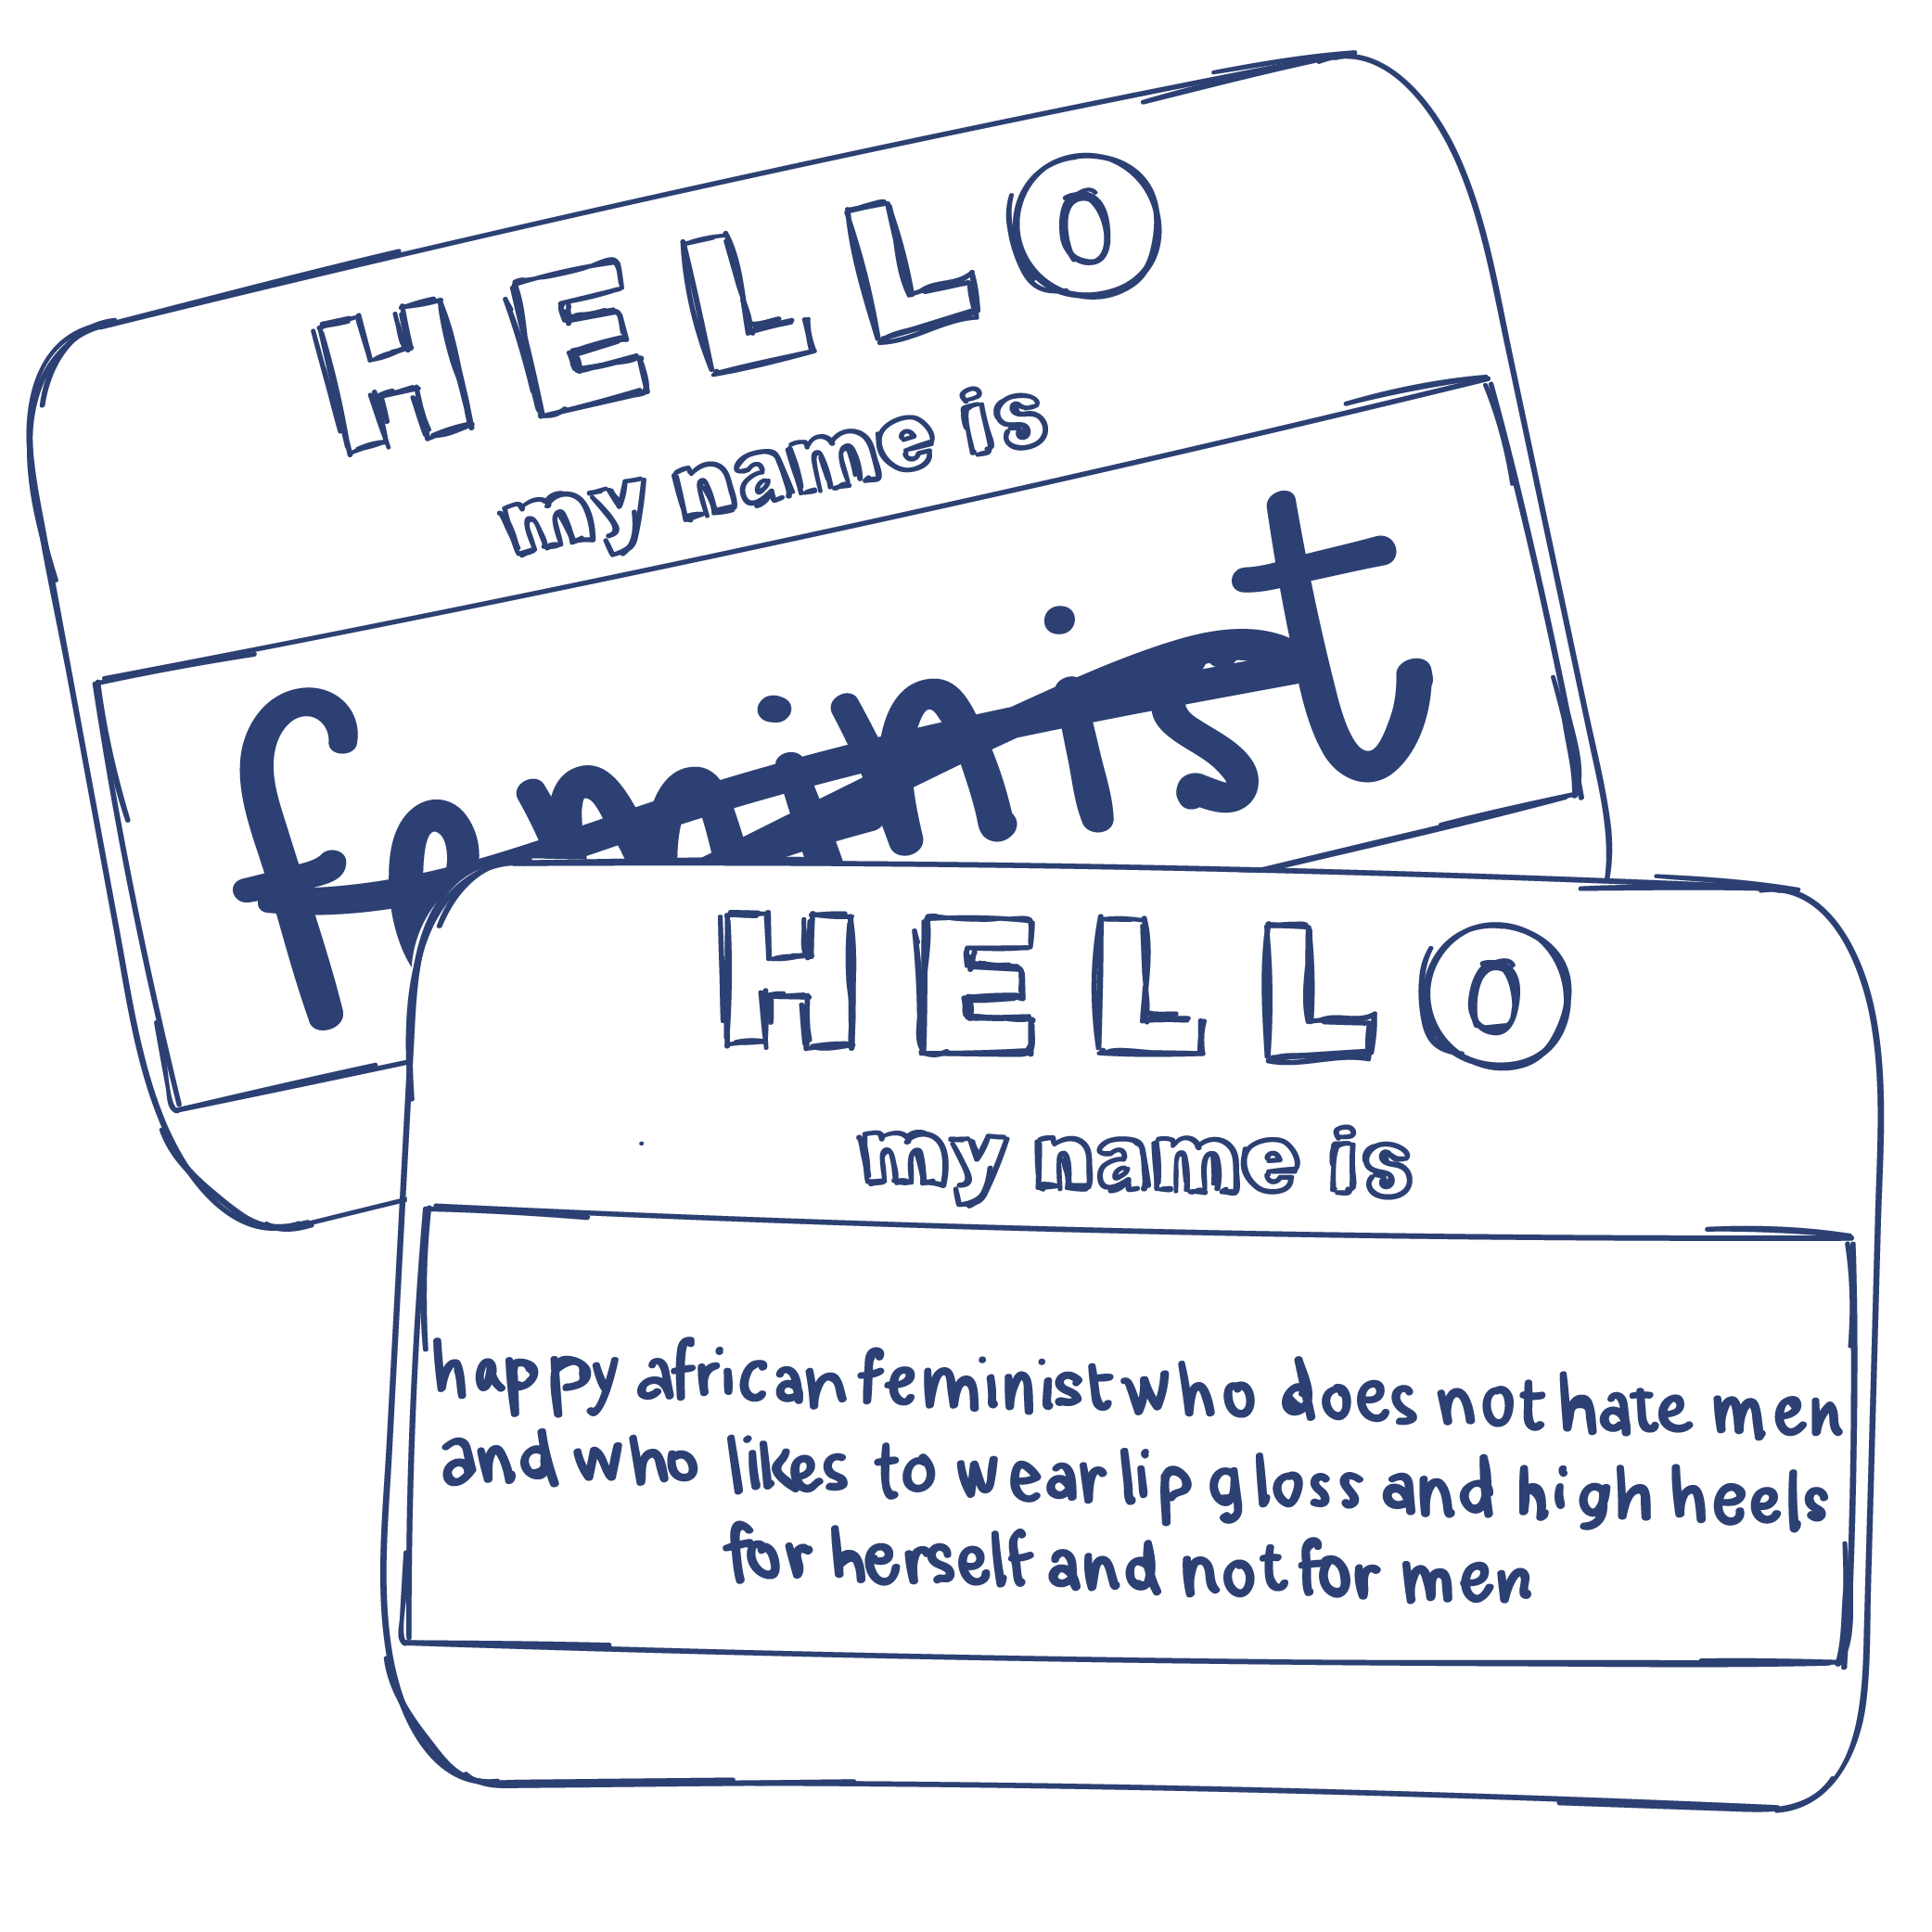 HELLO
my name is
feminist
HELLO
my name is
happy african feminist who does not hate men
and who likes to wear lip gloss and high heels
for herself and not for men